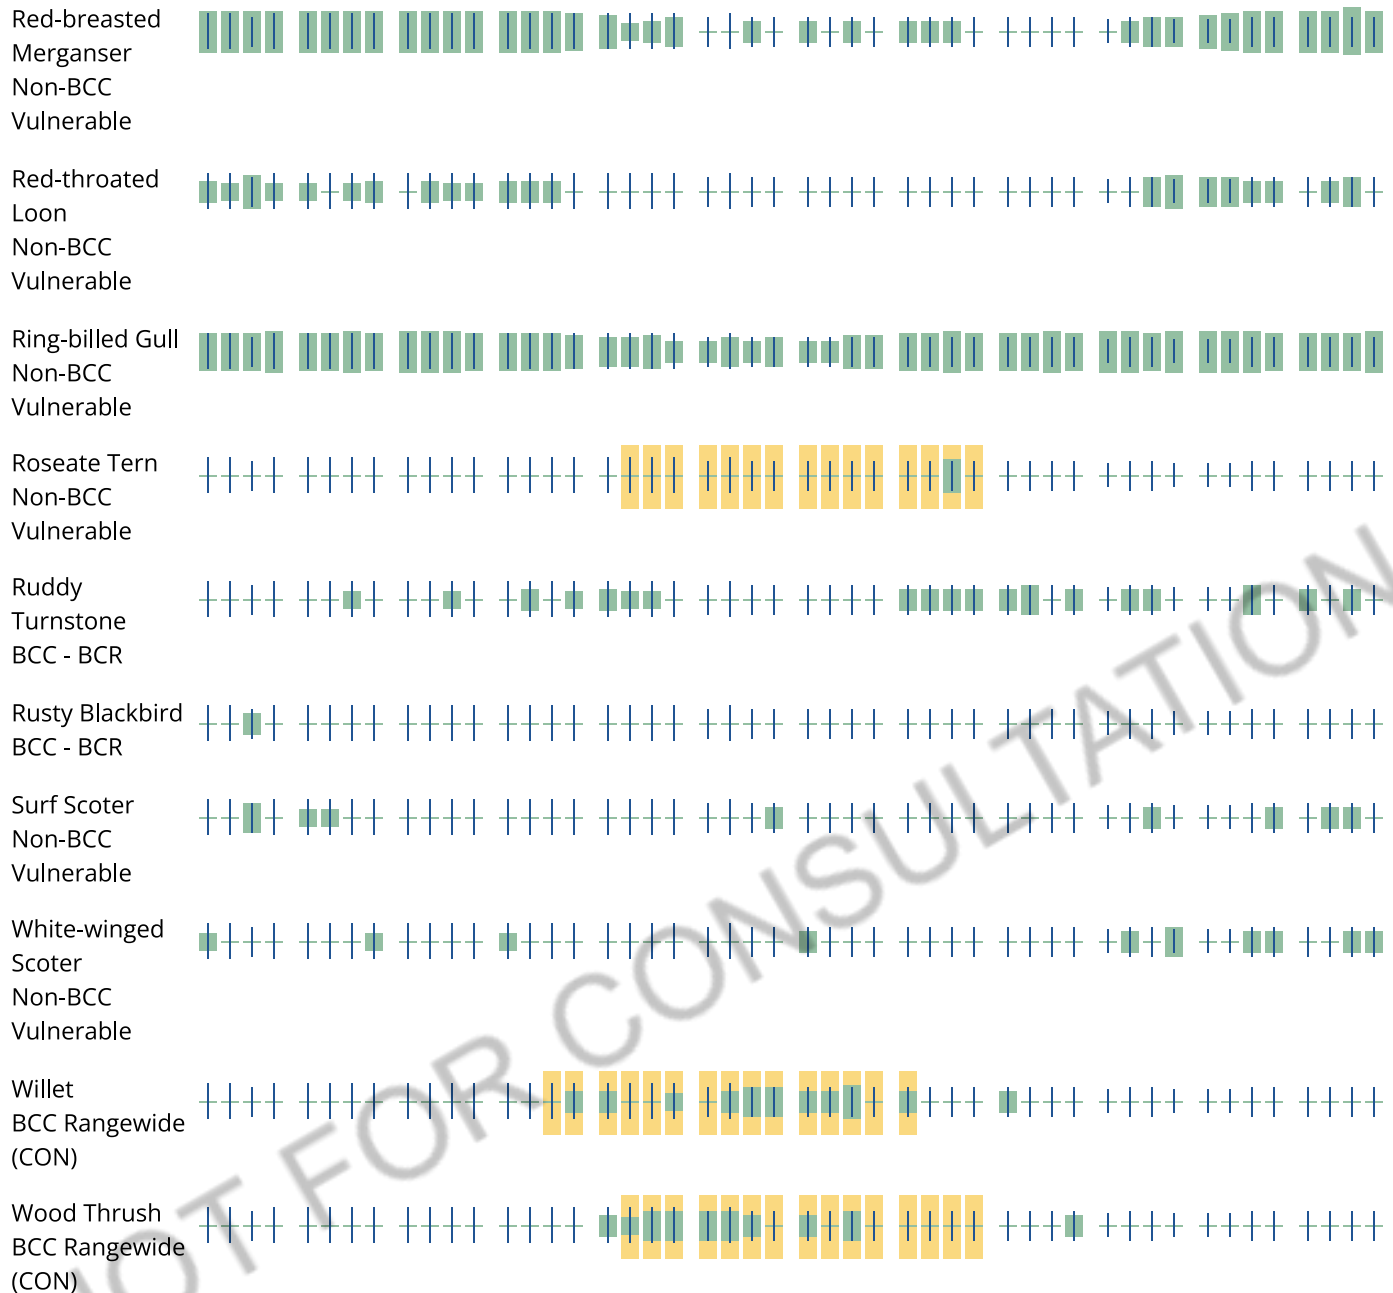 Red-breasted
Merganser
Non-BCC
Vulnerable
Red-throated
Loon
Non-BCC
Vulnerable
Ring-billed Gull
Non-BCC
Vulnerable
Roseate Tern
Non-BCC
Vulnerable
Ruddy
Turnstone
BCC - BCR
Rusty Blackbird
BCC - BCR
Surf Scoter
Non-BCC
Vulnerable
White-winged
Scoter
Non-BCC
Vulnerable
Willet
BCC Rangewide
(CON)
Wood Thrush
BCC Rangewide
(CON)
NOT FOR CONSULTATION